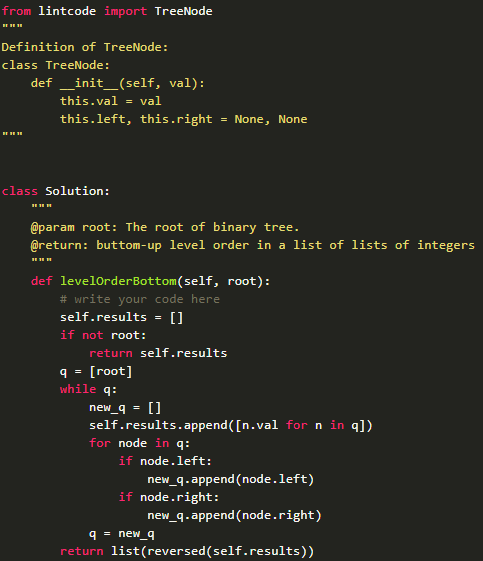 from lintcode import TreeNode
"""
Definition of TreeNode:
class TreeNode:
    def __init__(self, val):
        this.val = val
        this.left, this.right = None, None
"""
class Solution:
    """
    @param root: The root of binary tree.
    @return: buttom-up level order in a list of lists of integers
    """
    def levelOrderBottom(self, root):
        # write your code here
        self.results = []
        if not root:
            return self.results
        q = [root]
        while q:
            new_q = []
            self.results.append([n.val for n in q])
            for node in q:
                if node.left:
                    new_q.append(node.left)
                if node.right:
                    new_q.append(node.right)
            q = new_q
        return list(reversed(self.results))